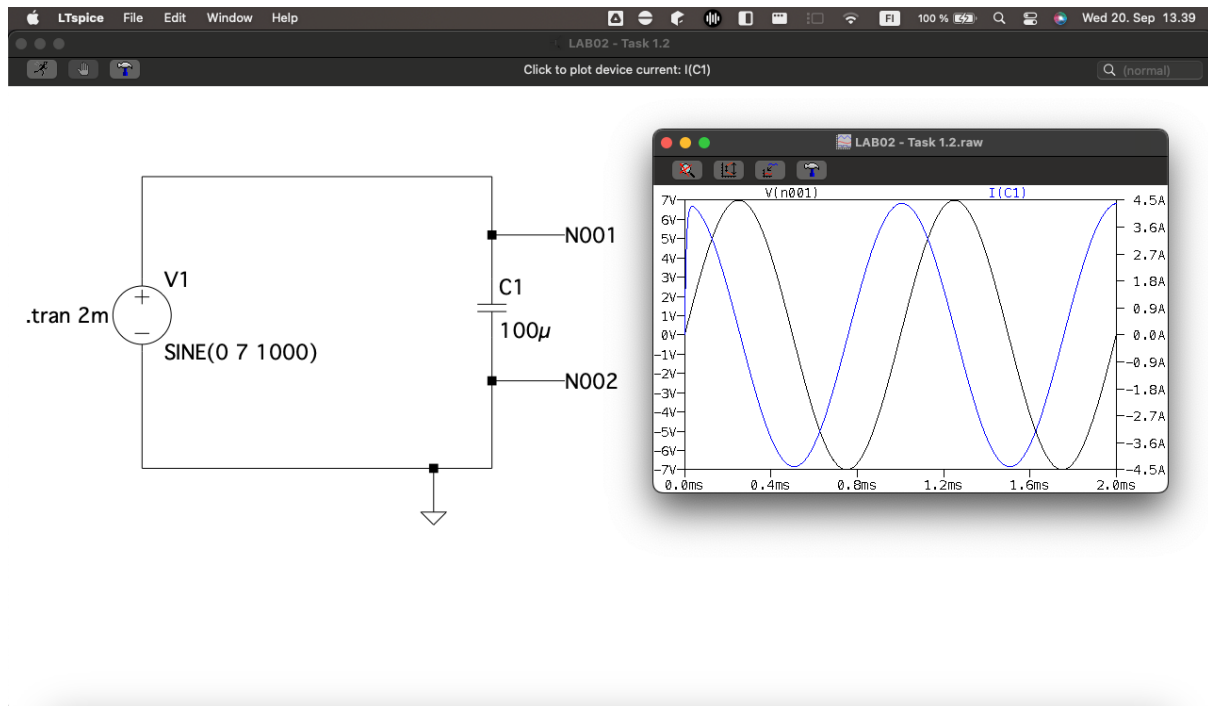 LTspice File Edit Window Help FI 100 % Wed 20. Sep 13.39
LAB02 - Task 1.2
Click to plot device current: I(C1)
(normal)
N001
V1
C1
.tran 2m
100µ
SINE(0 7 1000)
N002
LAB02 - Task 1.2.raw
V(n001) I(C1)
7V 4.5A
6V 3.6A
5V 2.7A
4V 1.8A
3V 0.9A
2V 0.0A
1V -0.9A
0V -1.8A
-1V -2.7A
-2V -3.6A
-3V -4.5A
-4V
-5V
-6V
-7V
0.0ms 0.4ms 0.8ms 1.2ms 1.6ms 2.0ms